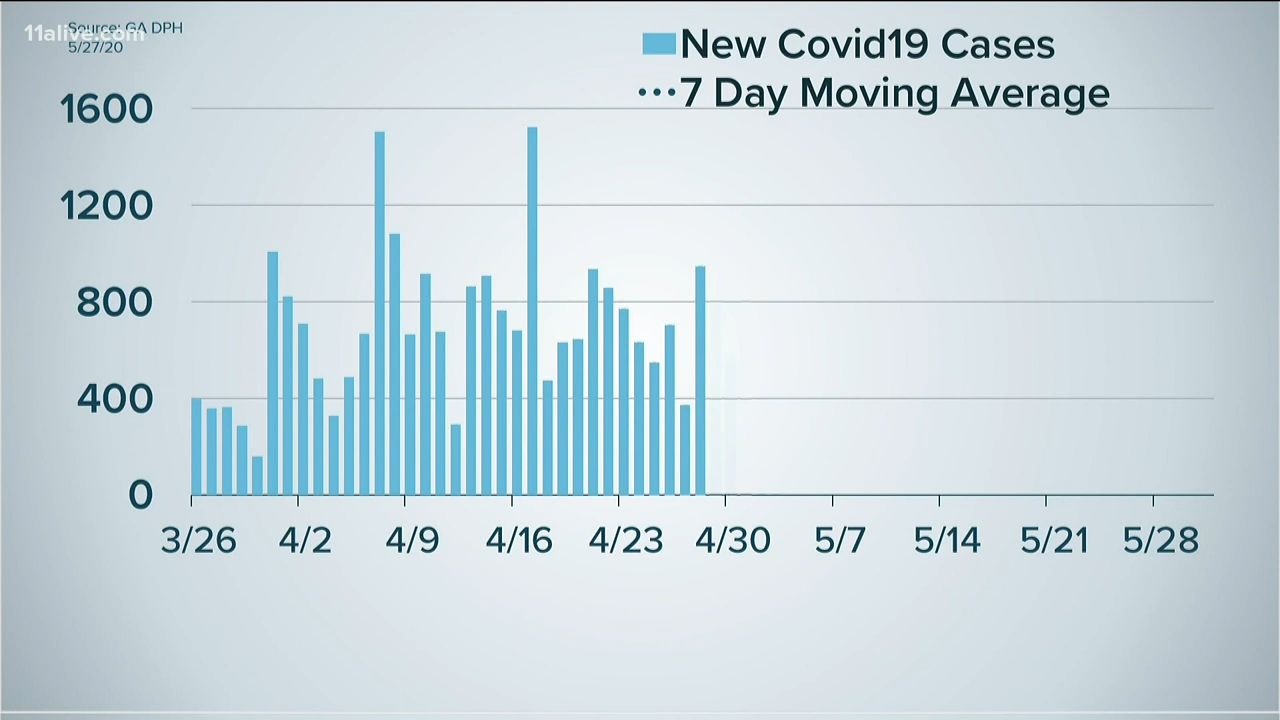 Source: GA DPH
11alive.com
5/27/20
New Covid19 Cases
7 Day Moving Average
1600
1200
800
400
0
3/26 4/2 4/9 4/16 4/23 4/30 5/7 5/14 5/21 5/28